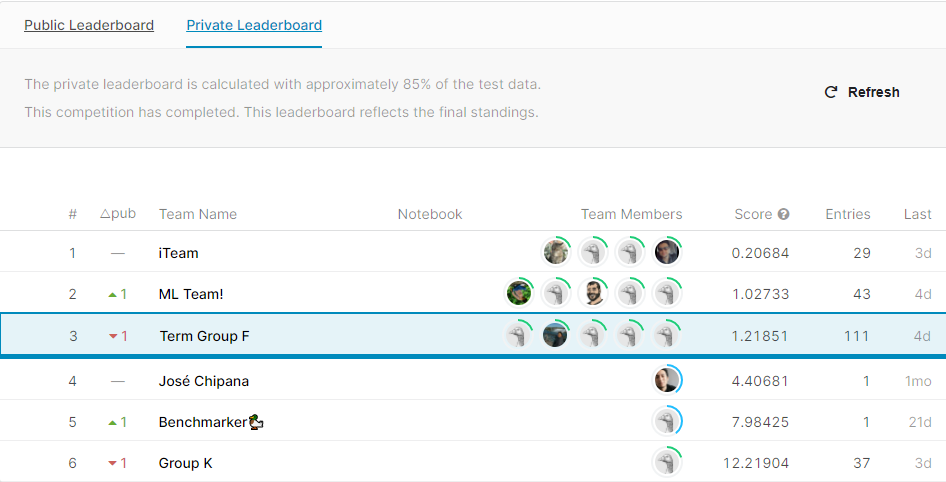 Public Leaderboard Private Leaderboard
The private leaderboard is calculated with approximately 85% of the test data.
This competition has completed. This leaderboard reflects the final standings.
Refresh
# △pub Team Name Notebook Team Members Score Entries Last
1 — iTeam 0.20684 29 3d
2 1 ML Team! 1.02733 43 4d
3 1 Term Group F 1.21851 111 4d
4 — José Chipana 4.40681 1 1mo
5 1 Benchmarker 7.98425 1 21d
6 1 Group K 12.21904 37 3d